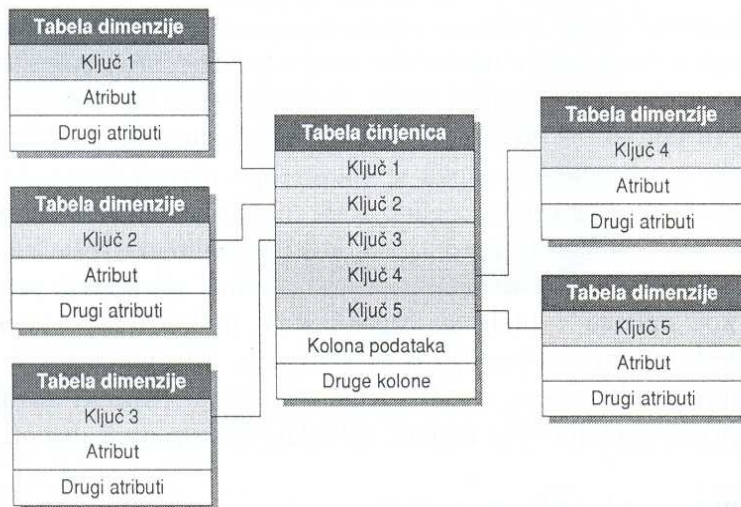 Tabela dimenzije
Ključ 1
Atribut
Drugi atributi
Tabela dimenzije
Ključ 2
Atribut
Drugi atributi
Tabela dimenzije
Ključ 3
Atribut
Drugi atributi
Tabela činjenica
Ključ 1
Ključ 2
Ključ 3
Ključ 4
Ključ 5
Kolona podataka
Druge kolone
Tabela dimenzije
Ključ 4
Atribut
Drugi atributi
Tabela dimenzije
Ključ 5
Atribut
Drugi atributi